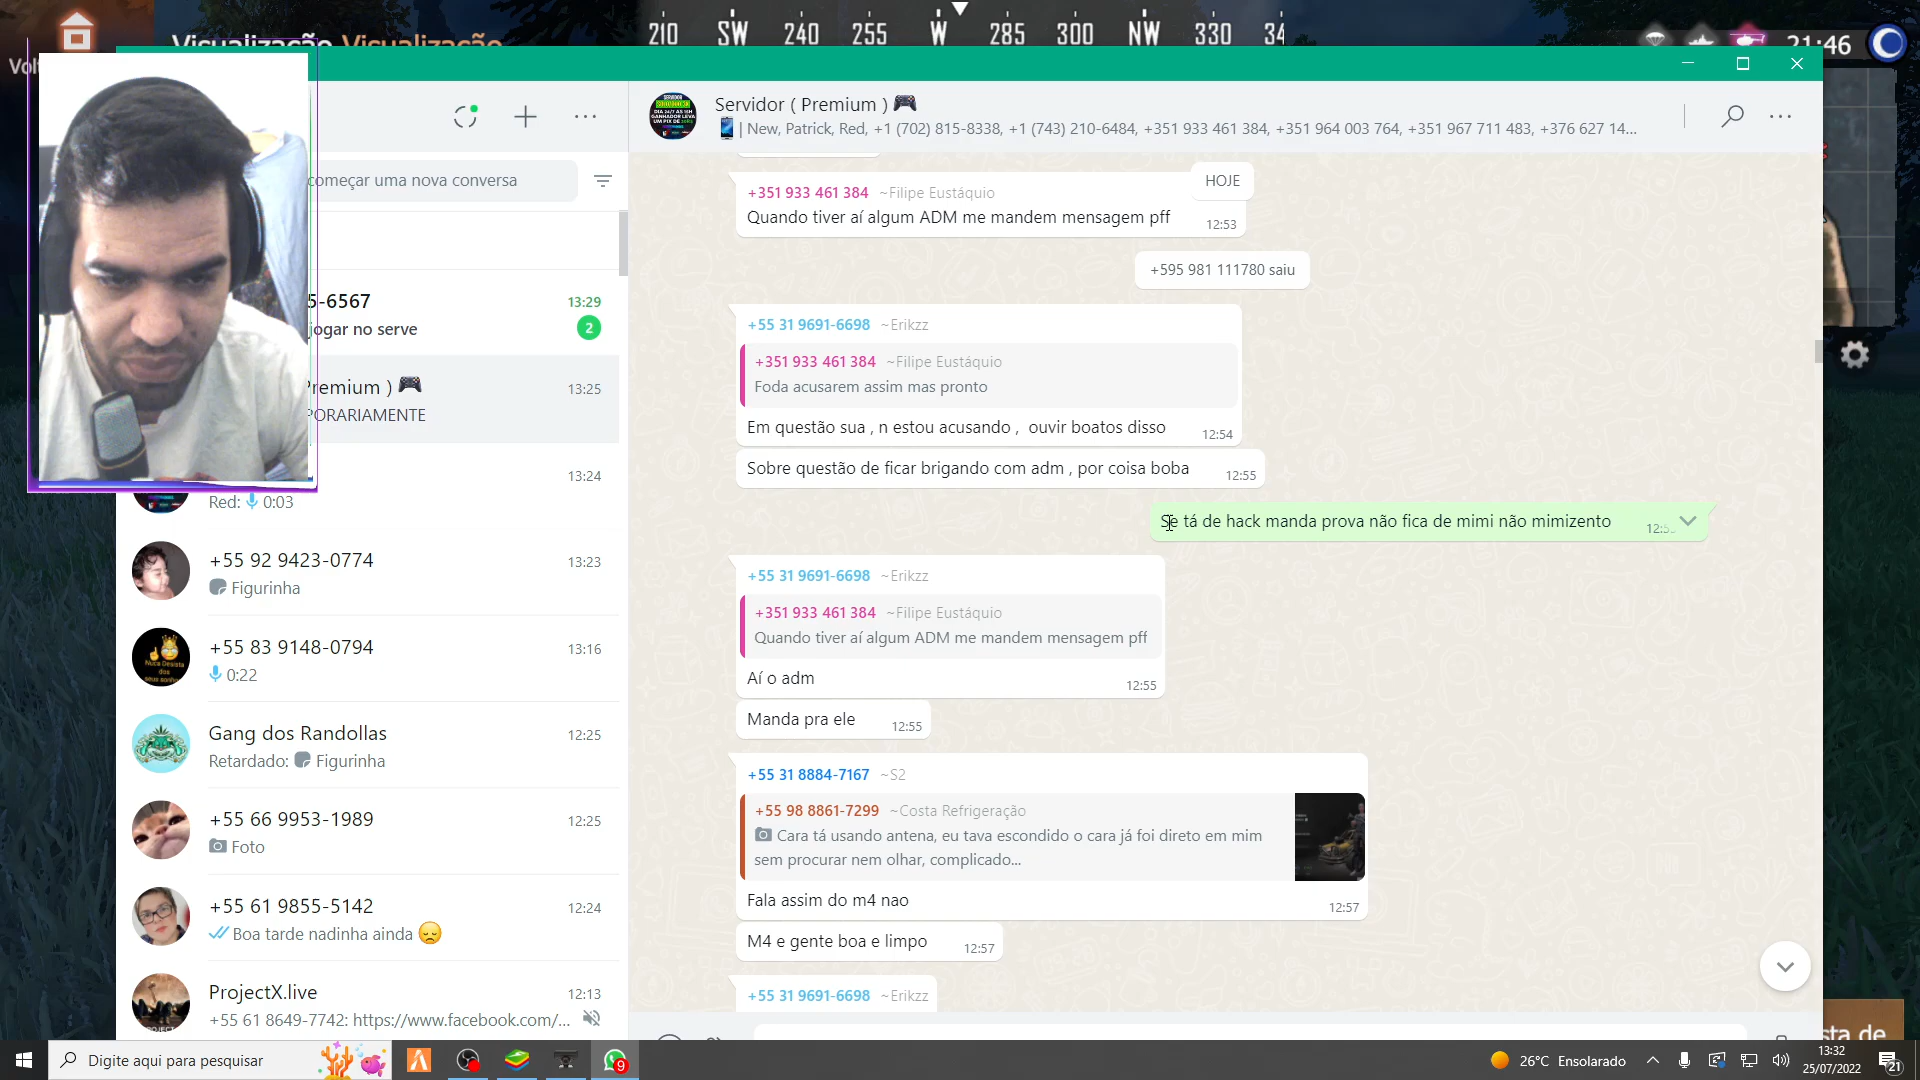 Visualização Visualização
210 SW 240 255 W 285 300 NW 330 34
21:46
começar uma nova conversa
5-6567 13:29
jogar no serve 2
Premium ) 🎮 13:25
PORARIAMENTE
13:24
Red: 0:03
+55 92 9423-0774 13:23
Figurinha
+55 83 9148-0794 13:16
0:22
Gang dos Randollas 12:25
Retardado: Figurinha
+55 66 9953-1989 12:25
Foto
+55 61 9855-5142 12:24
Boa tarde nadinha ainda 😞
ProjectX.live 12:13
+55 61 8649-7742: https://www.facebook.com/...
Servidor ( Premium ) 🎮
📱 | New, Patrick, Red, +1 (702) 815-8338, +1 (743) 210-6484, +351 933 461 384, +351 964 003 764, +351 967 711 483, +376 627 14...
HOJE
+351 933 461 384 ~Filipe Eustáquio
Quando tiver aí algum ADM me mandem mensagem pff 12:53
+595 981 111780 saiu
+55 31 9691-6698 ~Erikzz
+351 933 461 384 ~Filipe Eustáquio
Foda acusarem assim mas pronto
Em questão sua , n estou acusando , ouvir boatos disso 12:54
Sobre questão de ficar brigando com adm , por coisa boba 12:55
Se tá de hack manda prova não fica de mimi não mimizento
+55 31 9691-6698 ~Erikzz
+351 933 461 384 ~Filipe Eustáquio
Quando tiver aí algum ADM me mandem mensagem pff
Aí o adm 12:55
Manda pra ele 12:55
+55 31 8884-7167 ~S2
+55 98 8861-7299 ~Costa Refrigeração
Cara tá usando antena, eu tava escondido o cara já foi direto em mim
sem procurar nem olhar, complicado...
Fala assim do m4 nao 12:57
M4 e gente boa e limpo 12:57
+55 31 9691-6698 ~Erikzz
Digite aqui para pesquisar
9
26°C Ensolarado
13:32
25/07/2022
21